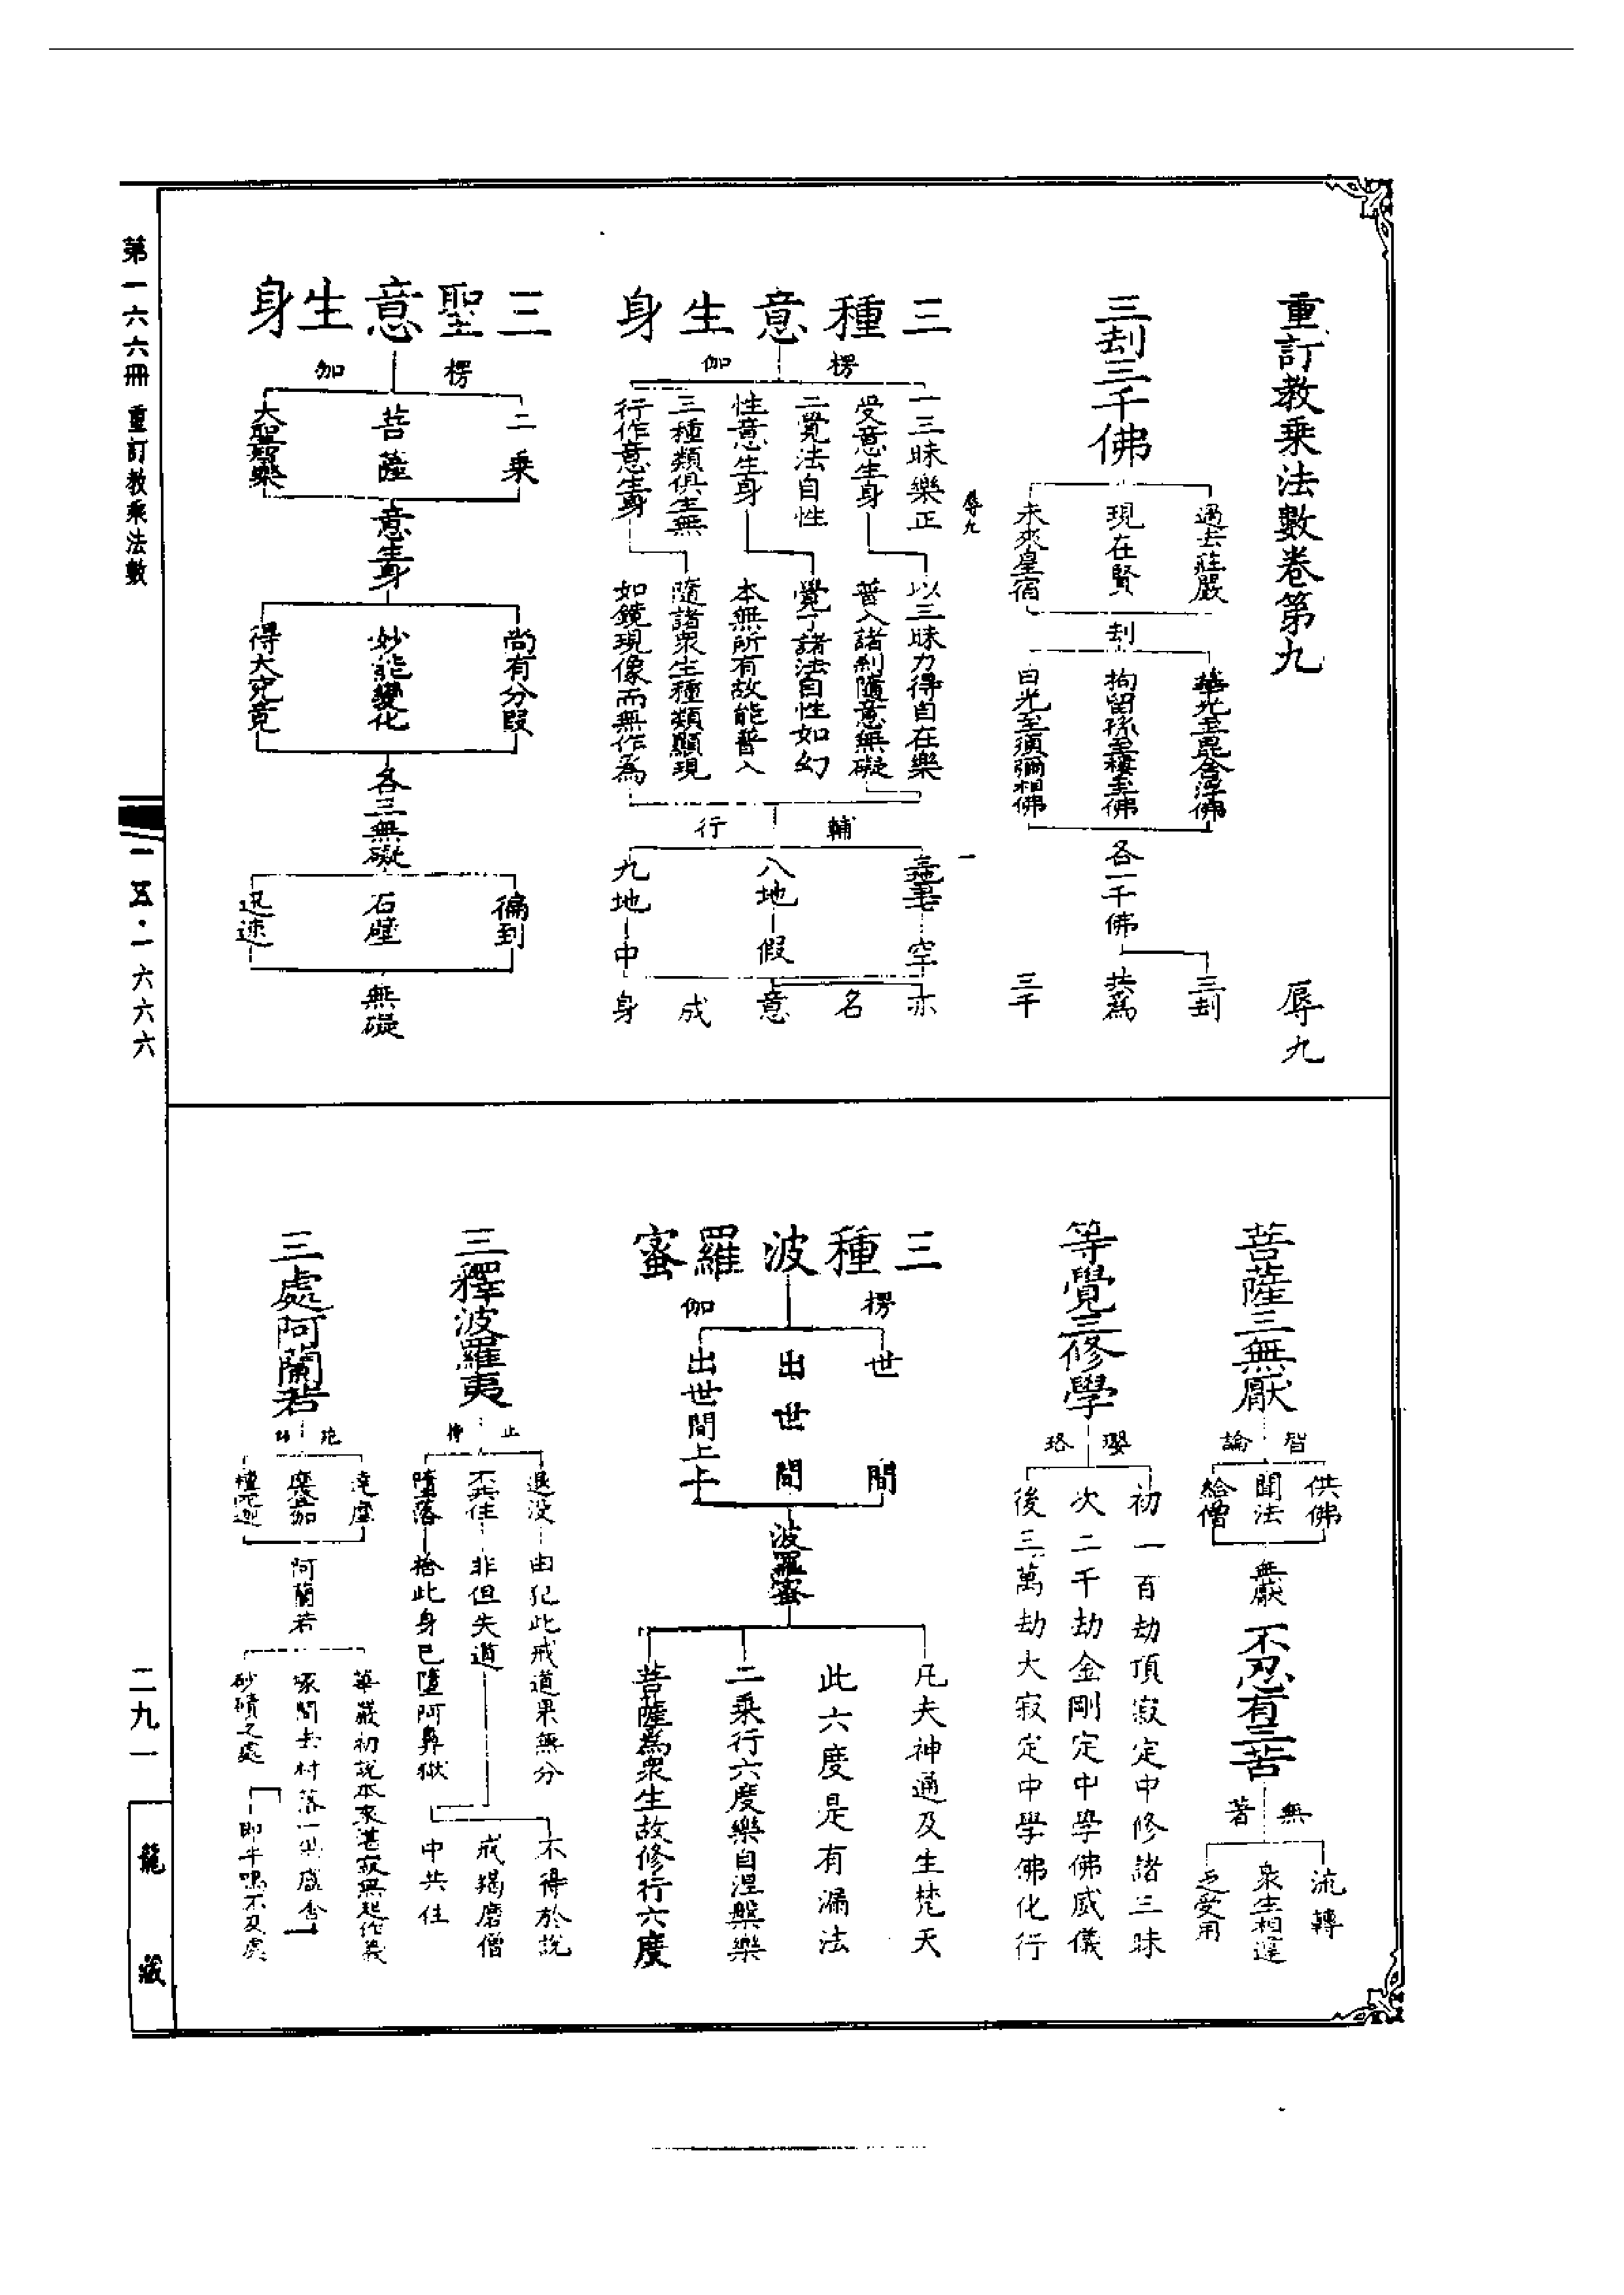 重訂教乘法數卷第九
辱九
三刦三千佛
過去莊嚴
現在賢
未來星宿
刦
華光至毘舍浮佛
拘留孫至樓至佛
日光至須彌相佛
各一千佛
三刦
共為
三千
辱九
一
三種意生身
楞伽
一三昧樂正
受意生身
二覺法自性
性意生身
三種類俱生無
行作意生身
以三昧力得自在樂
普入諸剎隨意無礙
覺了諸法自性如幻
本無所有故能普入
隨諸衆生種類顯現
如鏡現像而無作為
輔行
空
八地
假
九地
中
亦名意成身
三聖意生身
楞伽
二乘
菩薩
大聖智樂
意生身
尚有分段
妙能變化
得大究竟
各三無礙
徧到
石壁
迅速
無礙
菩薩三無厭
智論
供佛
聞法
給僧
無厭
不忍有三苦
無著
流轉
衆生相違
乏受用
等覺三修學
瓔珞
初一百劫頂寂定中修諸三昧
次二千劫金剛定中學佛威儀
後三萬劫大寂定中學佛化行
三種波羅蜜
楞伽
世間
出世間
出世間上上
波羅蜜
凡夫神通及生梵天
此六度是有漏法
二乘行六度樂自涅槃樂
菩薩為衆生故修行六度
三釋波羅夷
止持
退没
不共住
墮落
由犯此戒道果無分
非但失道
捨此身已墮阿鼻獄
不得於說
戒羯磨僧
中共住
三處阿蘭若
達磨
摩登伽
檀陀
阿蘭若
華嚴初說本來甚寂無起作義
塚間去村落一俱盧舍
砂磧之處
即牛鳴不及處
第一六六冊 重訂教乘法數
一五·一六六六
二九一
龍藏